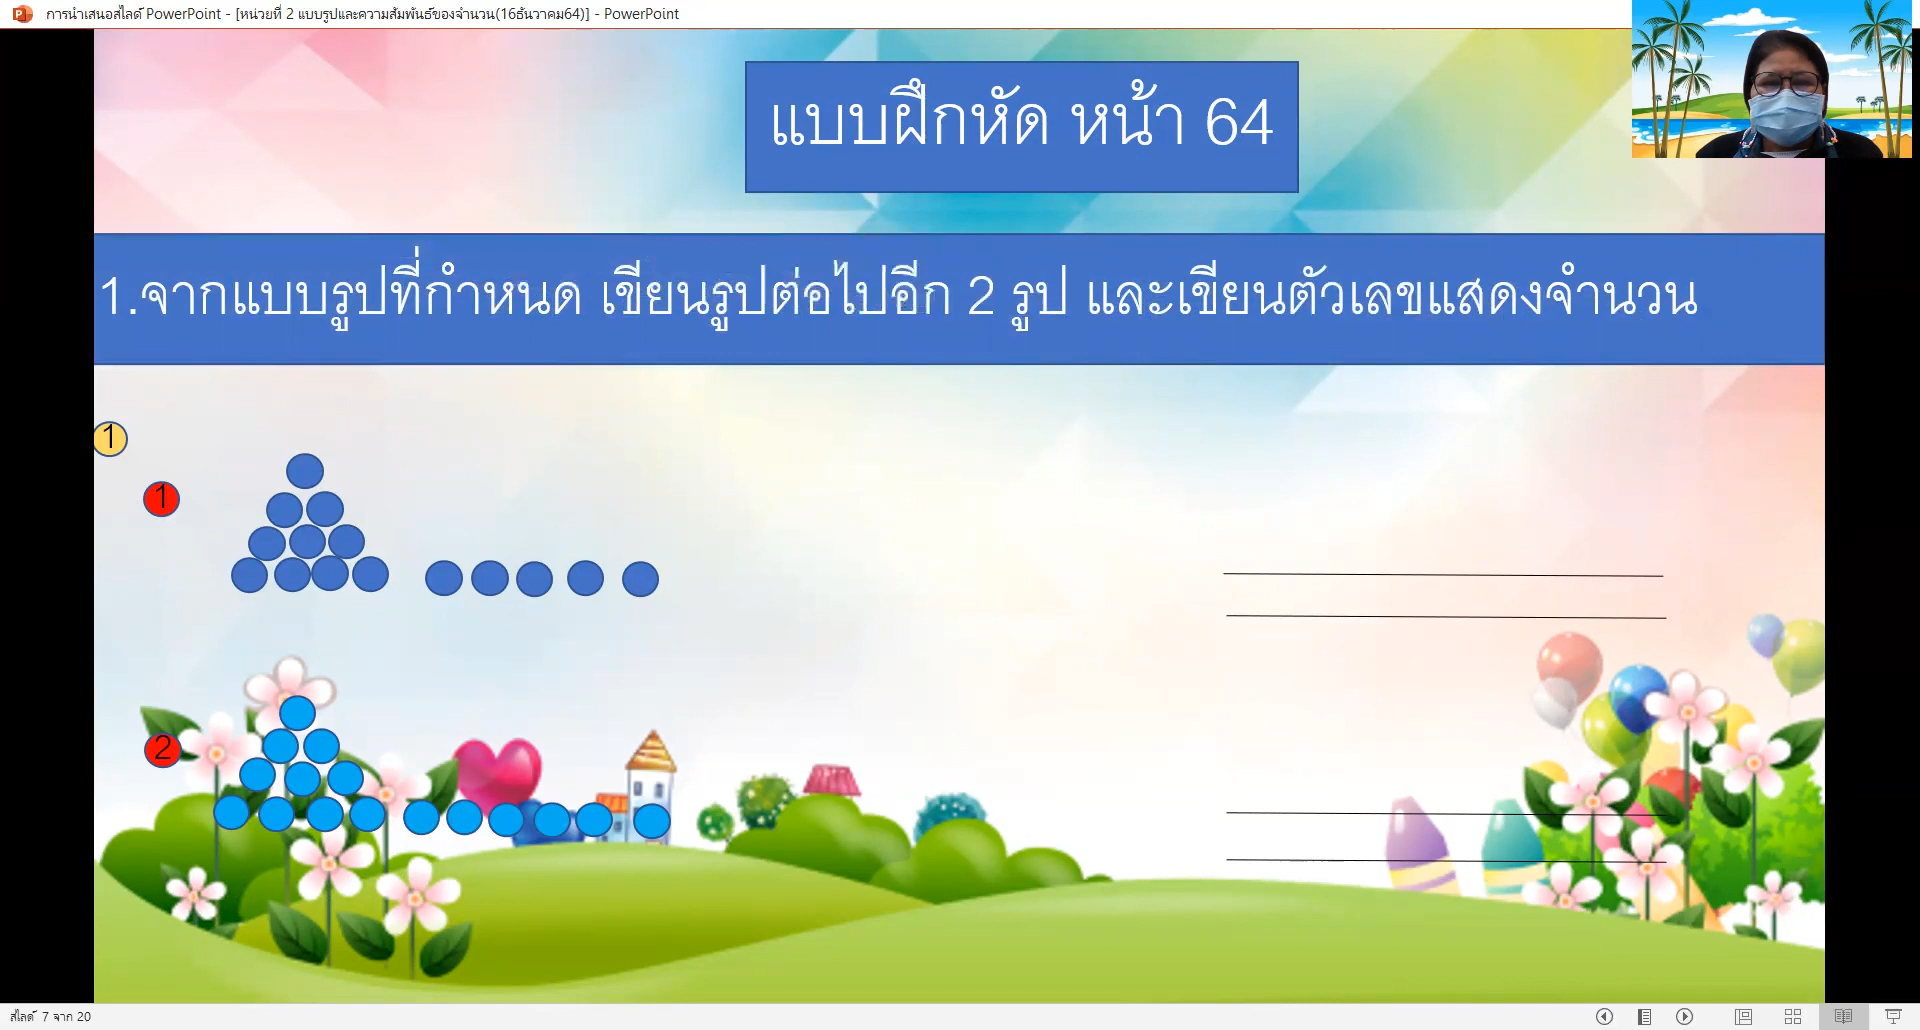 การนำเสนอสไลด์ PowerPoint - [หน่วยที่ 2 แบบรูปและความสัมพันธ์ของจำนวน(16ธันวาคม64)] - PowerPoint
แบบฝึกหัด หน้า 64
1.จากแบบรูปที่กำหนด เขียนรูปต่อไปอีก 2 รูป และเขียนตัวเลขแสดงจำนวน
1
1
2
สไลด์ 7 จาก 20